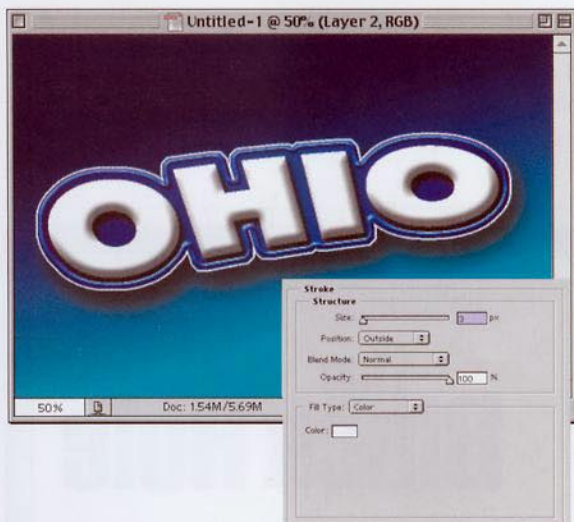 Untitled-1 @ 50% (Layer 2, RGB)
OHIO
50%
Doc: 1.54M/5.69M
Stroke
Structure
Size: 3 px
Position: Outside
Blend Mode: Normal
Opacity: 100 %
Fill Type: Color
Color: